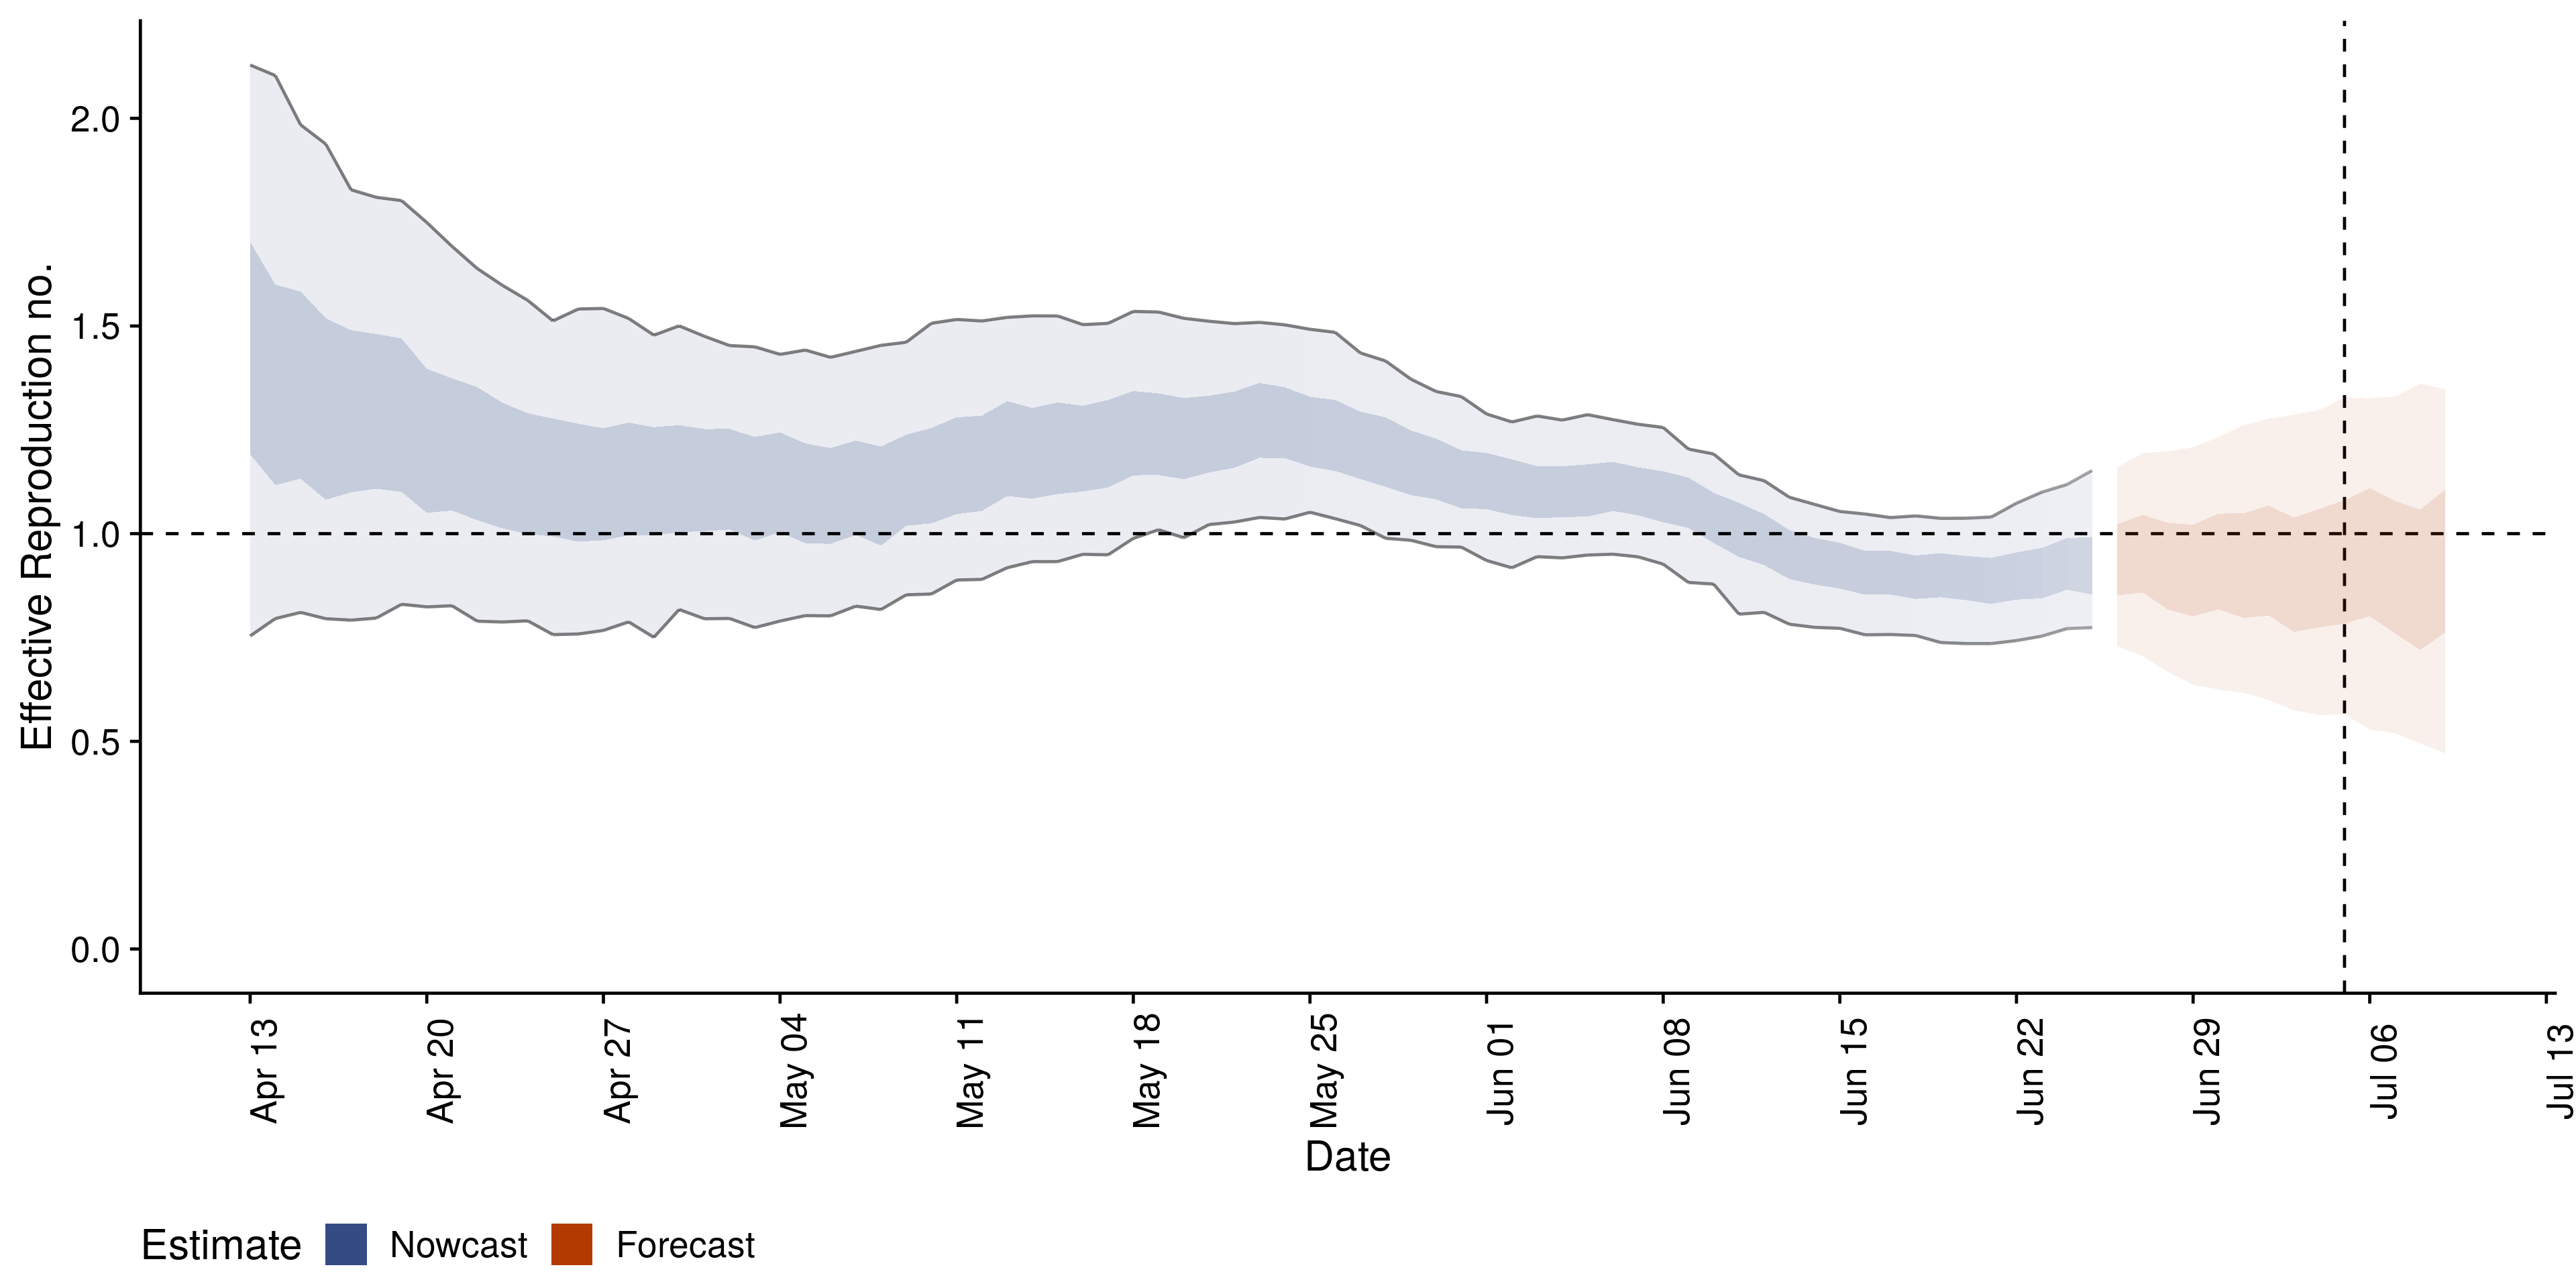 Effective Reproduction no.
2.0
1.5
1.0
0.5
0.0
Apr 13
Apr 20
Apr 27
May 04
May 11
May 18
May 25
Jun 01
Jun 08
Jun 15
Jun 22
Jun 29
Jul 06
Jul 13
Date
Estimate Nowcast Forecast